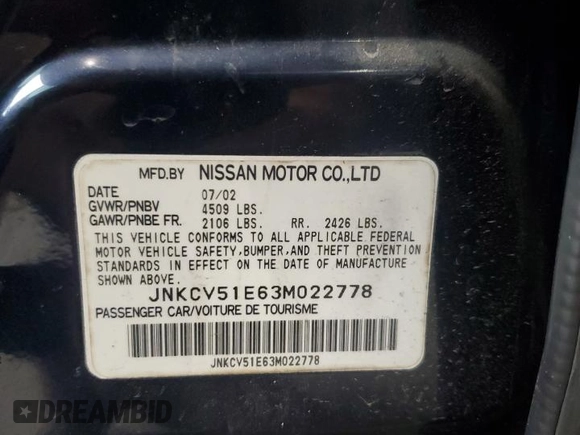 MFD.BY NISSAN MOTOR CO.,LTD
DATE 07/02
GVWR/PNBV 4509 LBS.
GAWR/PNBE FR. 2106 LBS. RR. 2426 LBS.
THIS VEHICLE CONFORMS TO ALL APPLICABLE FEDERAL
MOTOR VEHICLE SAFETY,BUMPER,AND THEFT PREVENTION
STANDARDS IN EFFECT ON THE DATE OF MANUFACTURE
SHOWN ABOVE.
JNKCV51E63M022778
PASSENGER CAR/VOITURE DE TOURISME
JNKCV51E63M022778
DREAMBID